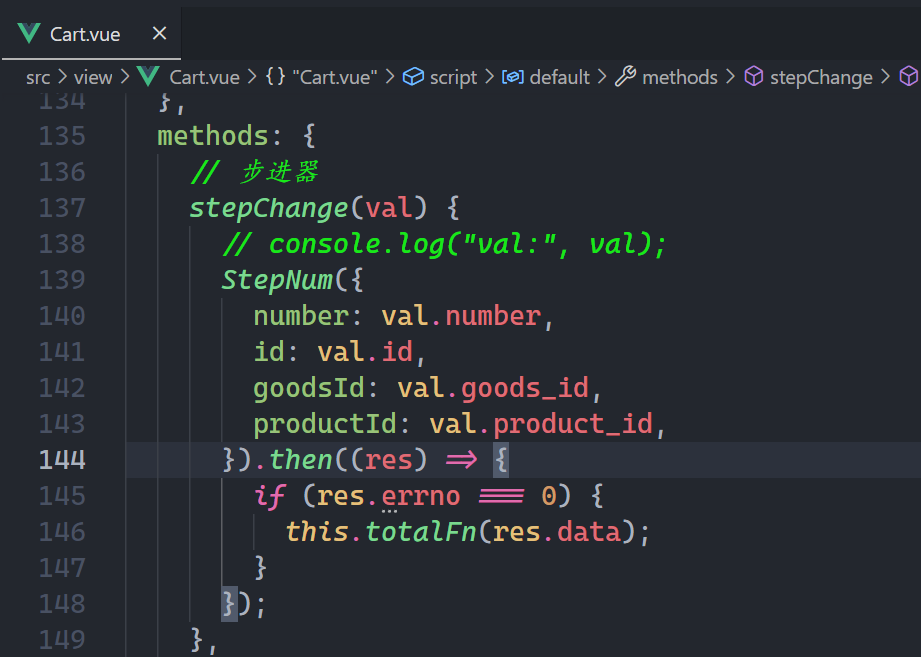 Cart.vue ×
src > view > Cart.vue > {} "Cart.vue" > script > default > methods > stepChange >
134 },
135 methods: {
136 // 步进器
137 stepChange(val) {
138 // console.log("val:", val);
139 StepNum({
140 number: val.number,
141 id: val.id,
142 goodsId: val.goods_id,
143 productId: val.product_id,
144 }).then((res) => {
145 if (res.errno === 0) {
146 this.totalFn(res.data);
147 }
148 });
149 },